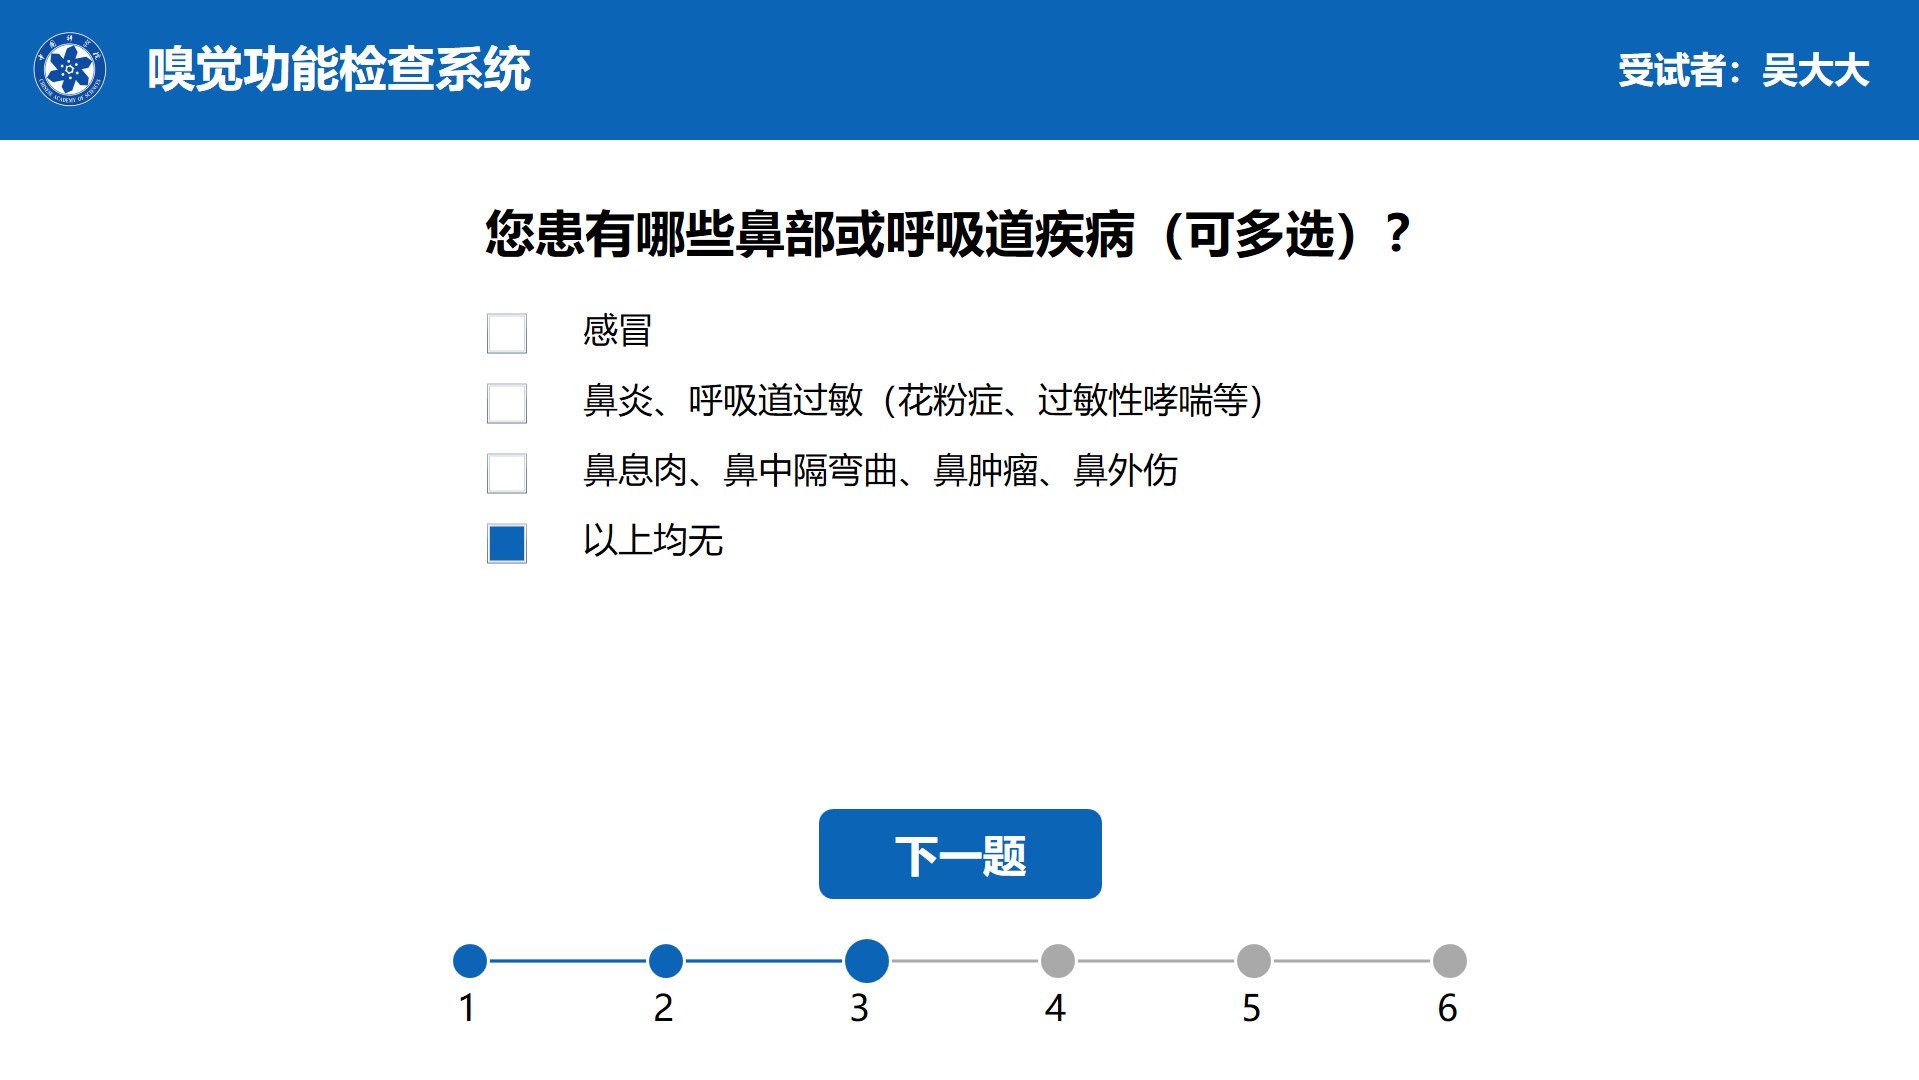 嗅觉功能检查系统
受试者：吴大大
您患有哪些鼻部或呼吸道疾病（可多选）？
感冒
鼻炎、呼吸道过敏（花粉症、过敏性哮喘等）
鼻息肉、鼻中隔弯曲、鼻肿瘤、鼻外伤
以上均无
下一题
1 2 3 4 5 6